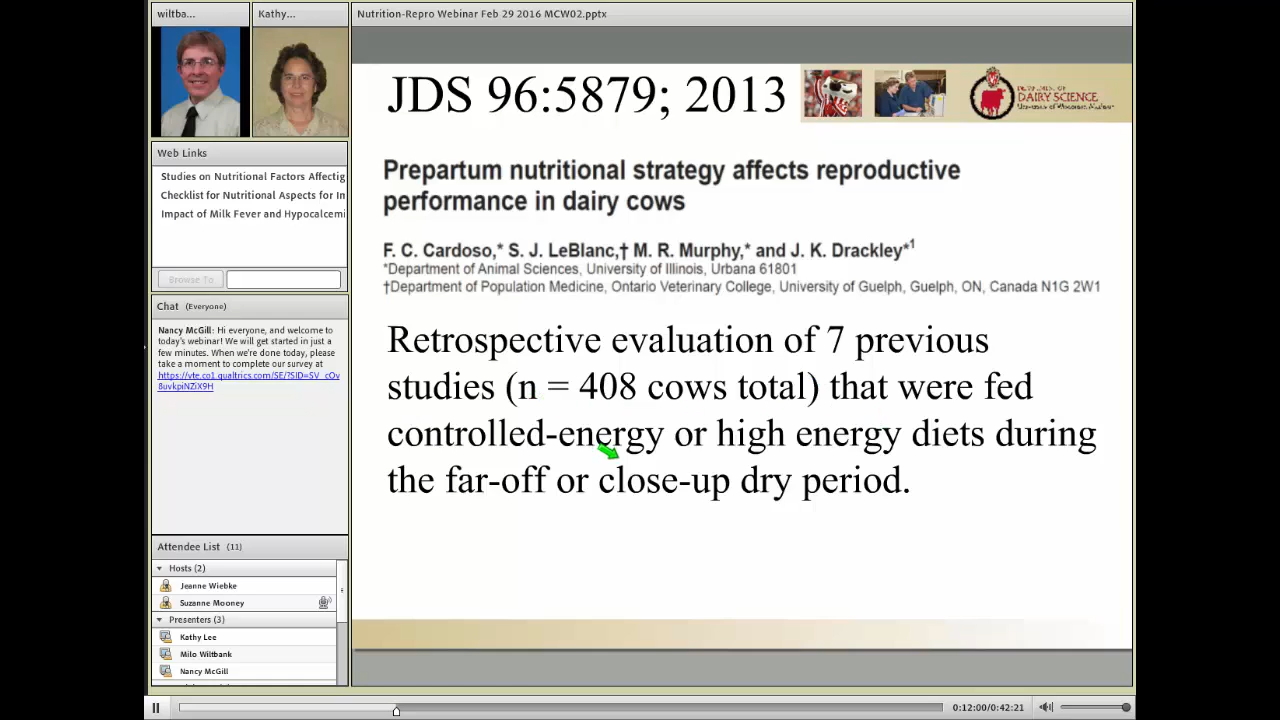 wiltba...
Kathy...
Nutrition-Repro Webinar Feb 29 2016 MCW02.pptx
Web Links
Studies on Nutritional Factors Affectig
Checklist for Nutritional Aspects for In
Impact of Milk Fever and Hypocalcemi
Browse To
Chat (Everyone)
Nancy McGill: Hi everyone, and welcome to
today's webinar! We will get started in just a
few minutes. When we're done today, please
take a moment to complete our survey at
Attendee List (11)
Hosts (2)
Jeanne Wiebke
Suzanne Mooney
Presenters (3)
Kathy Lee
Milo Wiltbank
Nancy McGill
JDS 96:5879; 2013
DAIRY SCIENCE
Prepartum nutritional strategy affects reproductive
performance in dairy cows
F. C. Cardoso,* S. J. LeBlanc,† M. R. Murphy,* and J. K. Drackley*1
*Department of Animal Sciences, University of Illinois, Urbana 61801
†Department of Population Medicine, Ontario Veterinary College, University of Guelph, Guelph, ON, Canada N1G 2W1
Retrospective evaluation of 7 previous
studies (n = 408 cows total) that were fed
controlled-energy or high energy diets during
the far-off or close-up dry period.
0:12:00/0:42:21